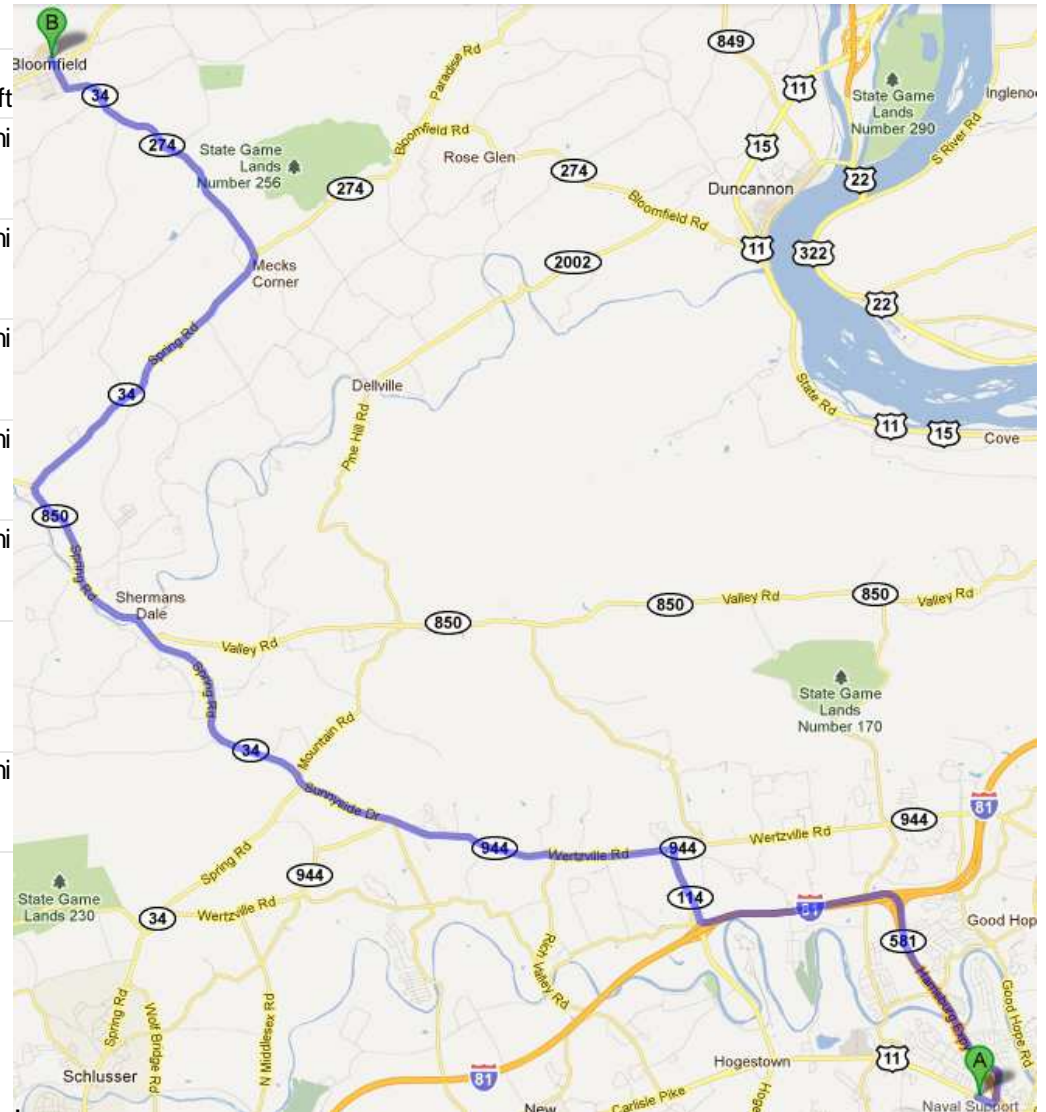 B
Bloomfield
34
274
State Game
Lands
Number 256
274
Paradise Rd
Bloomfield Rd
Rose Glen
274
Bloomfield Rd
2002
849
11
15
Duncannon
11
State Game
Lands
Number 290
22
322
22
S River Rd
Mecks
Corner
Spring Rd
34
Dellville
Pine Hill Rd
State Rd
11
15
Cove
850
Spring Rd
Shermans
Dale
Valley Rd
850
850
Valley Rd
850
Valley Rd
Spring Rd
34
Mountain Rd
State Game
Lands
Number 170
Sunnyside Dr
944
Wertzville Rd
944
Wertzville Rd
944
81
Spring Rd
944
State Game
Lands 230
34
Wertzville Rd
114
81
Good Hop
581
Harrisburg Expy
Rich Valley Rd
Good Hope Rd
Spring Rd
Wolf Bridge Rd
N Middlesex Rd
Schlusser
81
Hogestown
11
A
New
Carlisle Pike
Hoge
Naval Support
ft